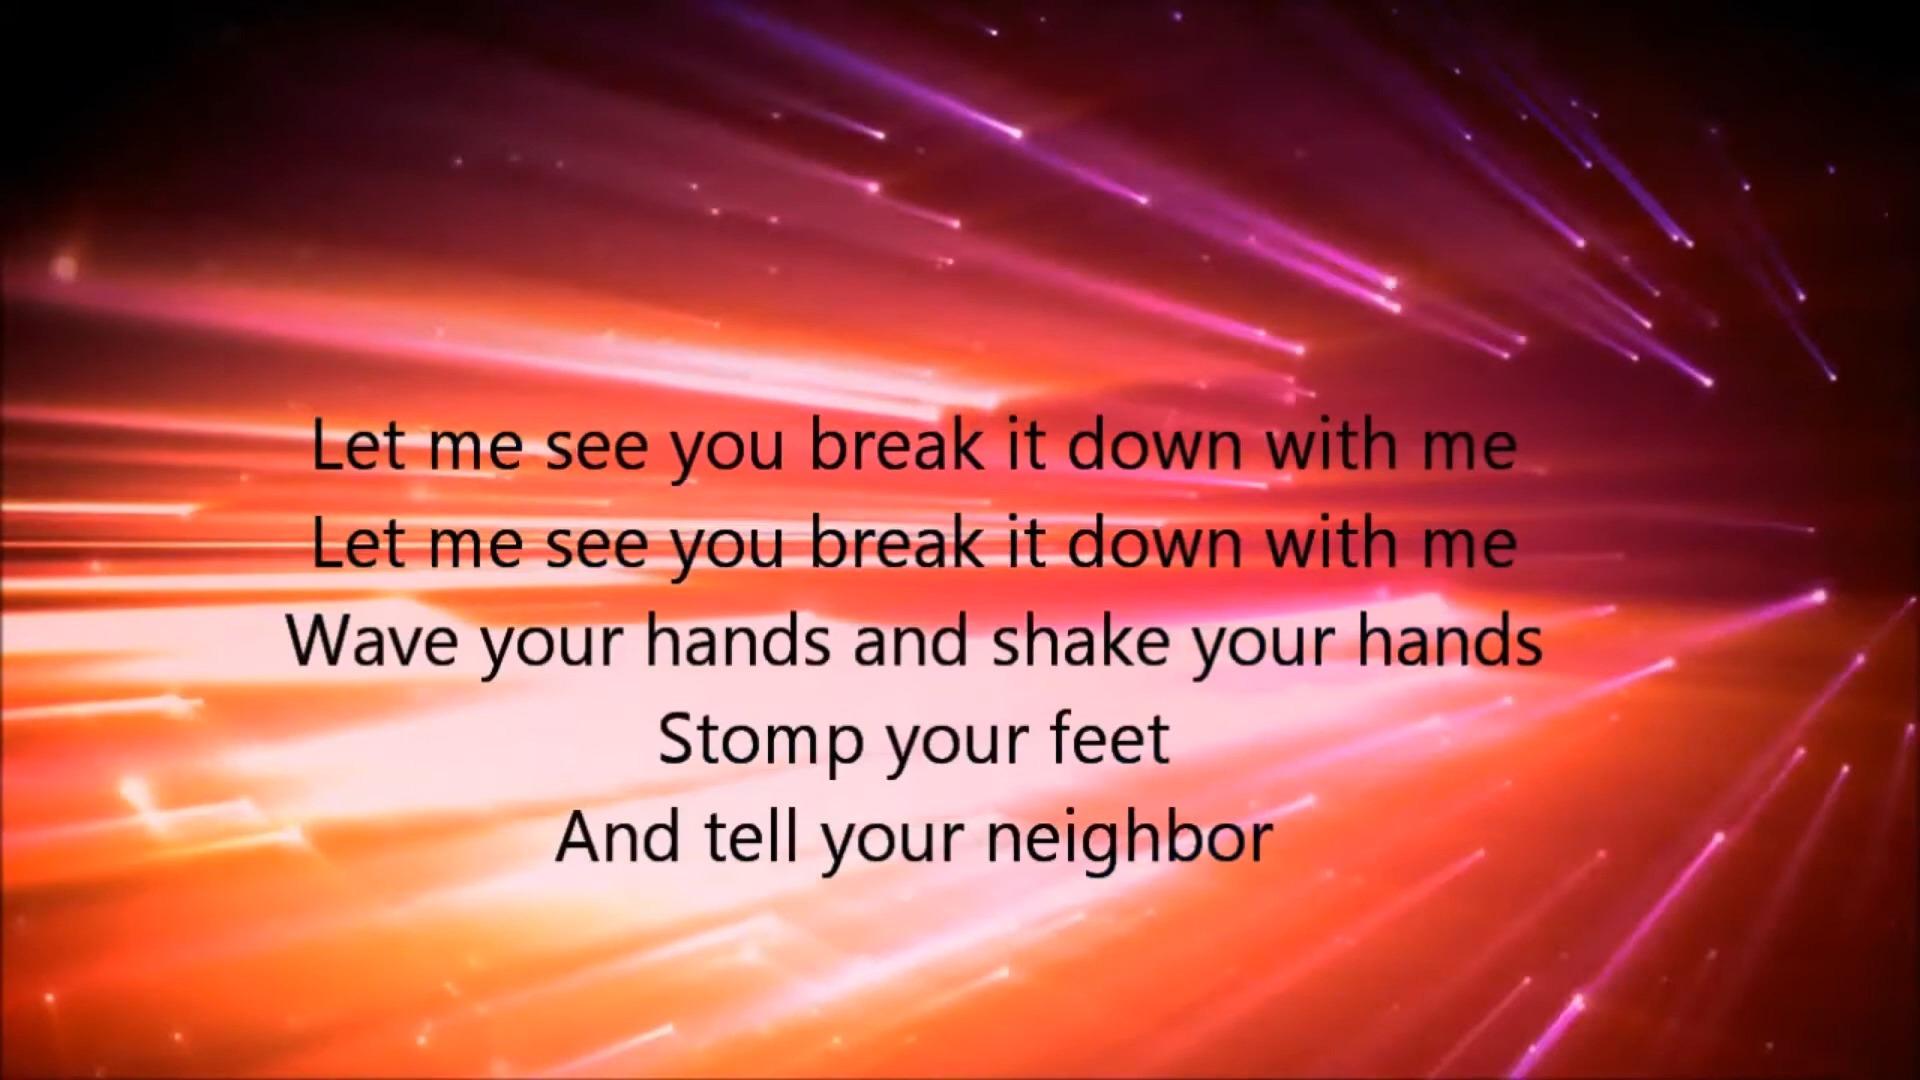 Let me see you break it down with me
Let me see you break it down with me
Wave your hands and shake your hands
Stomp your feet
And tell your neighbor